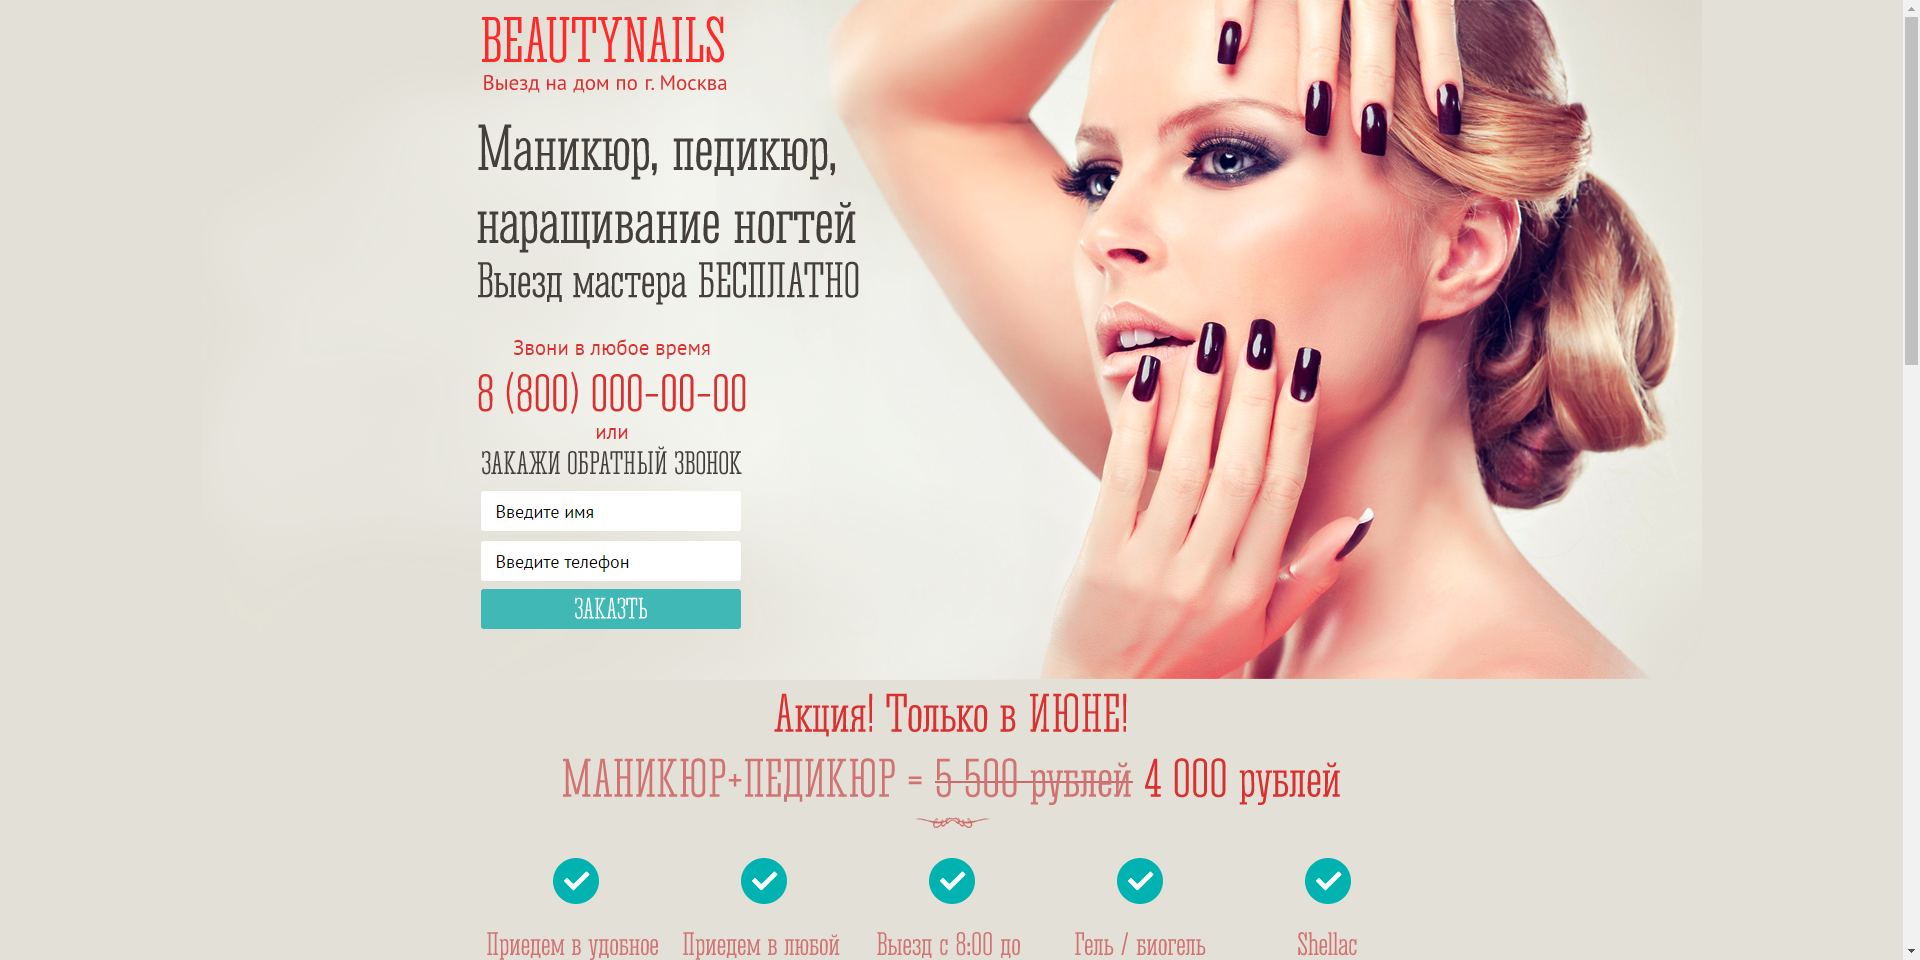 BEAUTYNAILS
Выезд на дом по г. Москва
Маникюр, педикюр,
наращивание ногтей
Выезд мастера БЕСПЛАТНО
Звони в любое время
8 (800) 000-00-00
или
ЗАКАЖИ ОБРАТНЫЙ ЗВОНОК
Введите имя
Введите телефон
ЗАКАЗТЬ
Акция! Только в ИЮНЕ!
МАНИКЮР+ПЕДИКЮР = 5 500 рублей 4 000 рублей
Приедем в удобное
Приедем в любой
Выезд с 8:00 до
Гель / биогель
Shellac